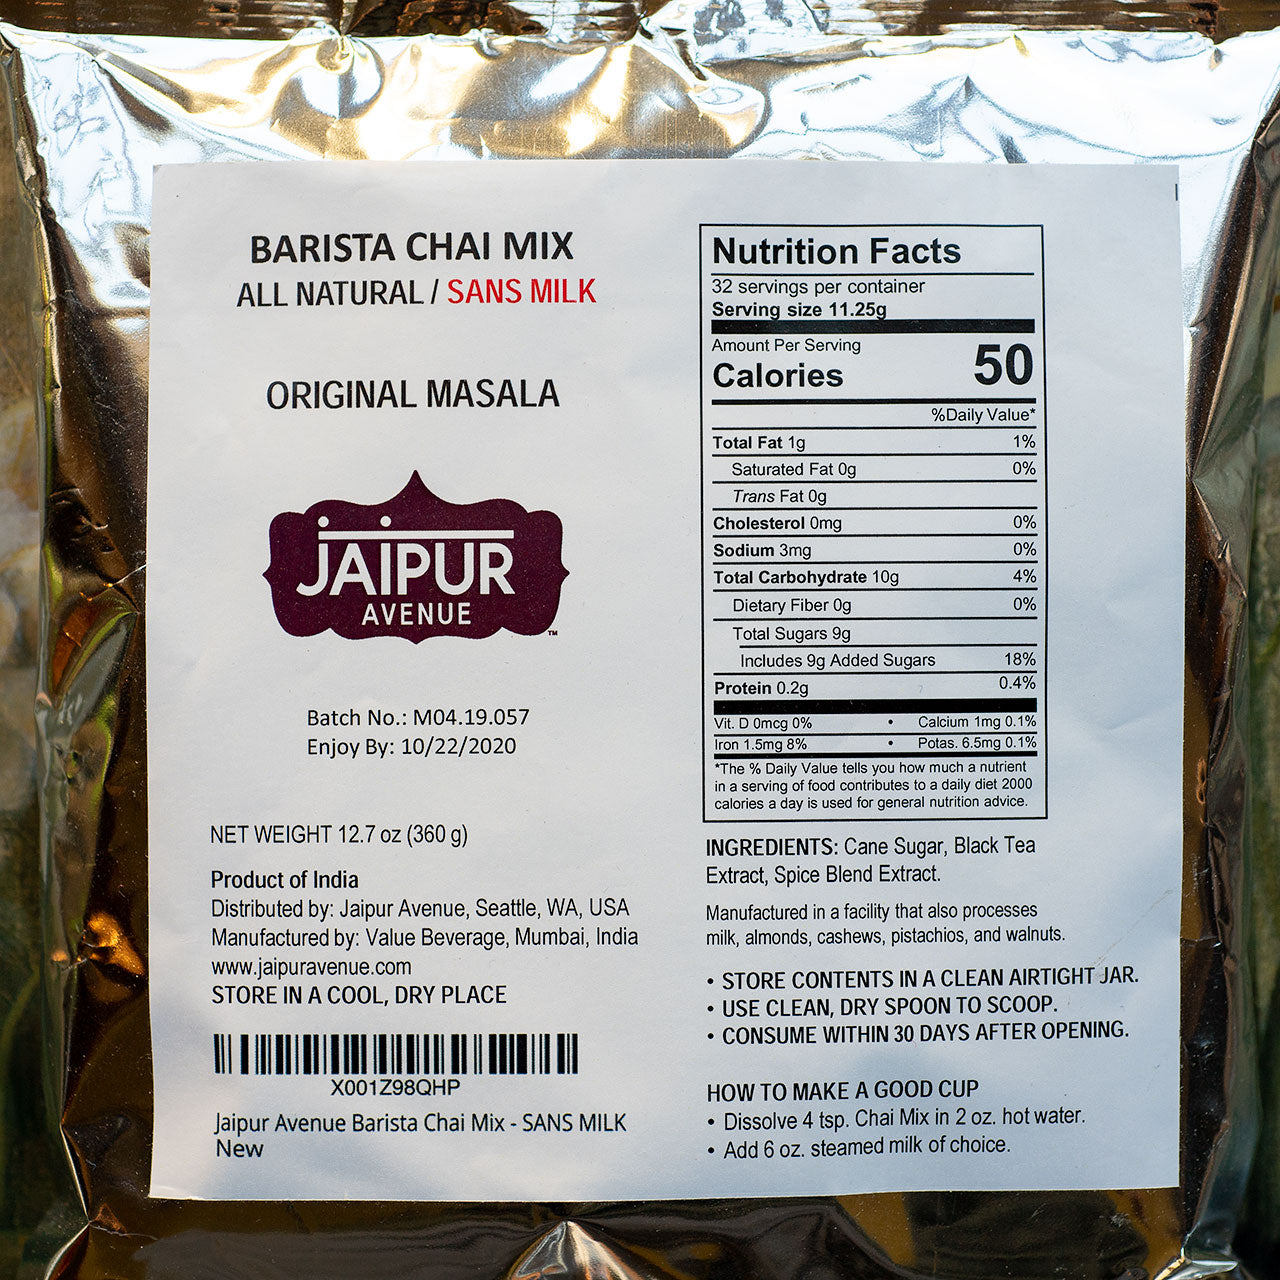 BARISTA CHAI MIX
ALL NATURAL / SANS MILK
ORIGINAL MASALA
JAIPUR
AVENUE
TM
Batch No.: M04.19.057
Enjoy By: 10/22/2020
NET WEIGHT 12.7 oz (360 g)
Product of India
Distributed by: Jaipur Avenue, Seattle, WA, USA
Manufactured by: Value Beverage, Mumbai, India
www.jaipuravenue.com
STORE IN A COOL, DRY PLACE
X001Z98QHP
Jaipur Avenue Barista Chai Mix - SANS MILK
New
Nutrition Facts
32 servings per container
Serving size 11.25g
Amount Per Serving
Calories 50
%Daily Value*
Total Fat 1g 1%
Saturated Fat 0g 0%
Trans Fat 0g
Cholesterol 0mg 0%
Sodium 3mg 0%
Total Carbohydrate 10g 4%
Dietary Fiber 0g 0%
Total Sugars 9g
Includes 9g Added Sugars 18%
Protein 0.2g 0.4%
Vit. D 0mcg 0% • Calcium 1mg 0.1%
Iron 1.5mg 8% • Potas. 6.5mg 0.1%
*The % Daily Value tells you how much a nutrient
in a serving of food contributes to a daily diet 2000
calories a day is used for general nutrition advice.
INGREDIENTS: Cane Sugar, Black Tea
Extract, Spice Blend Extract.
Manufactured in a facility that also processes
milk, almonds, cashews, pistachios, and walnuts.
• STORE CONTENTS IN A CLEAN AIRTIGHT JAR.
• USE CLEAN, DRY SPOON TO SCOOP.
• CONSUME WITHIN 30 DAYS AFTER OPENING.
HOW TO MAKE A GOOD CUP
• Dissolve 4 tsp. Chai Mix in 2 oz. hot water.
• Add 6 oz. steamed milk of choice.